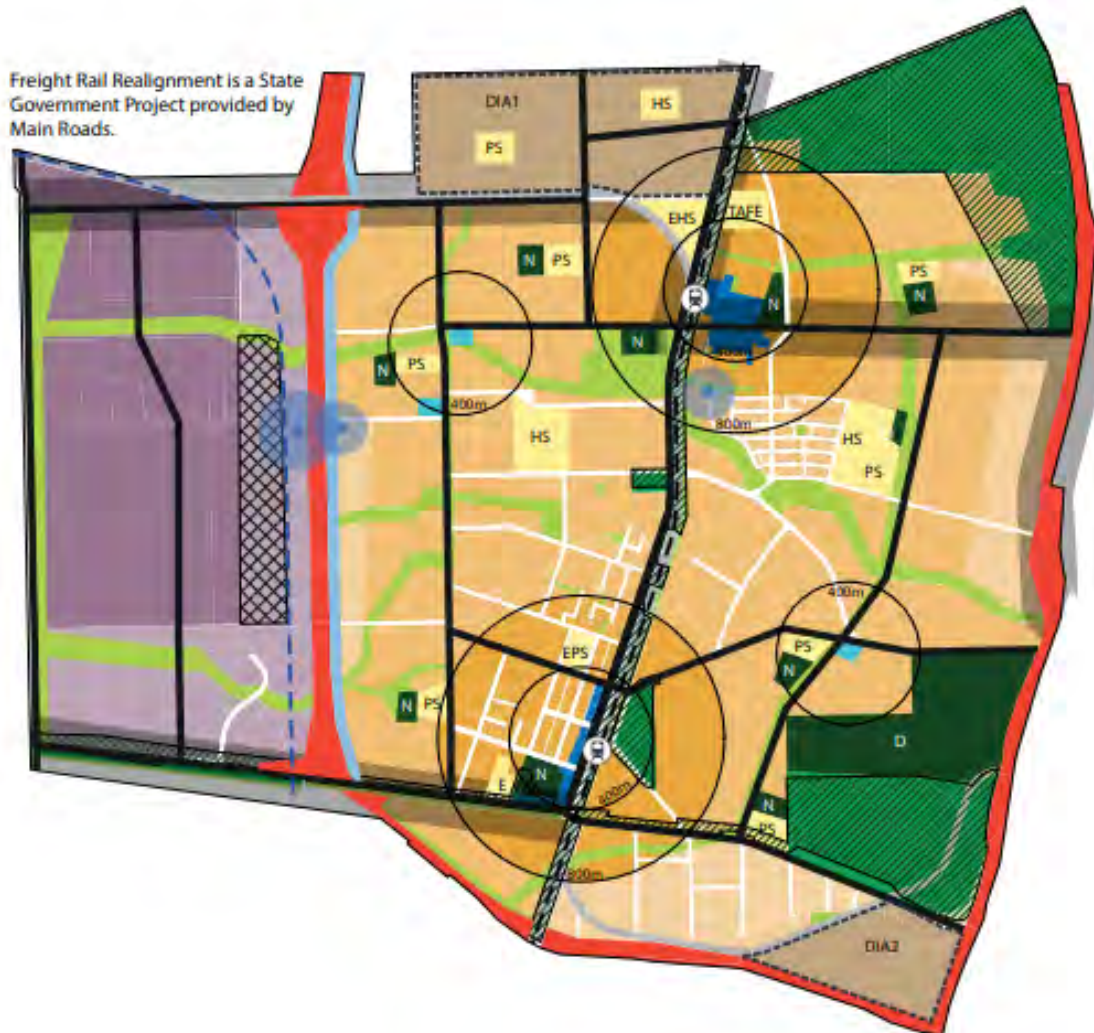 Freight Rail Realignment is a State
Government Project provided by
Main Roads.
DIA1
HS
PS
EHS
TAFE
N
PS
PS
N
N
N
N
PS
400m
800m
HS
HS
PS
400m
EPS
PS
N
N
PS
D
E
N
400m
N
PS
800m
DIA2